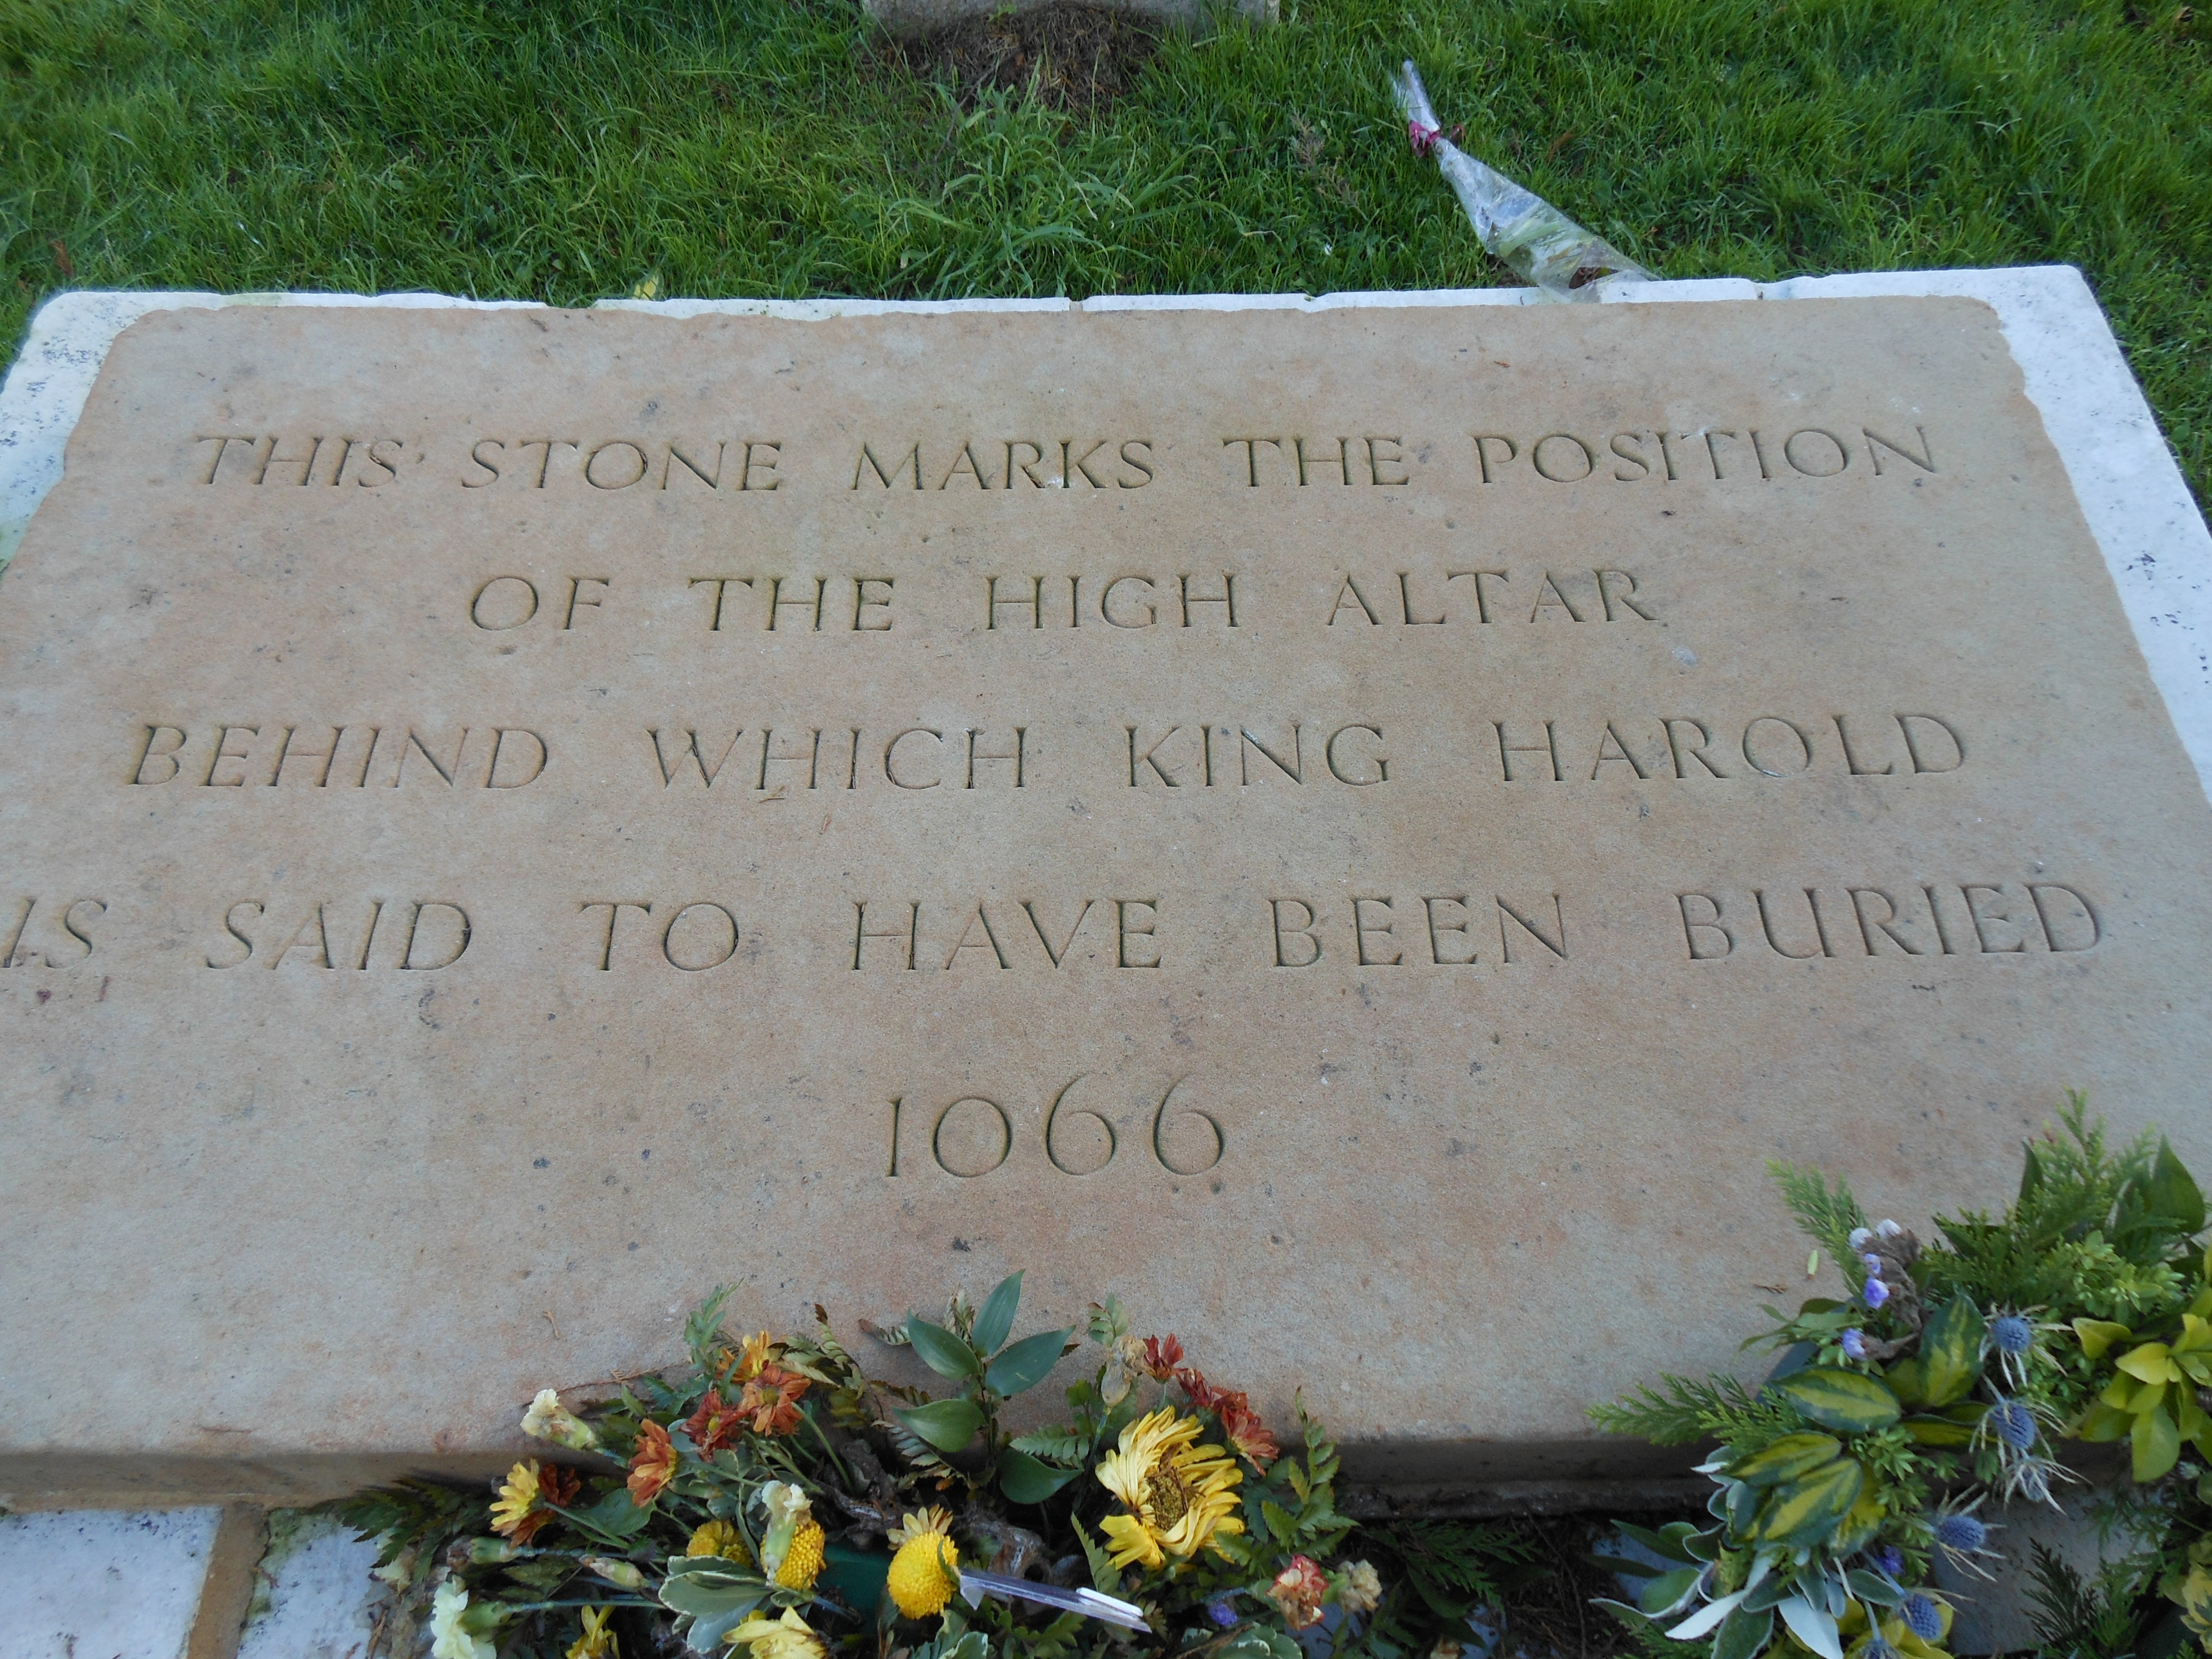 THIS STONE MARKS THE POSITION
OF THE HIGH ALTAR
BEHIND WHICH KING HAROLD
IS SAID TO HAVE BEEN BURIED
1066